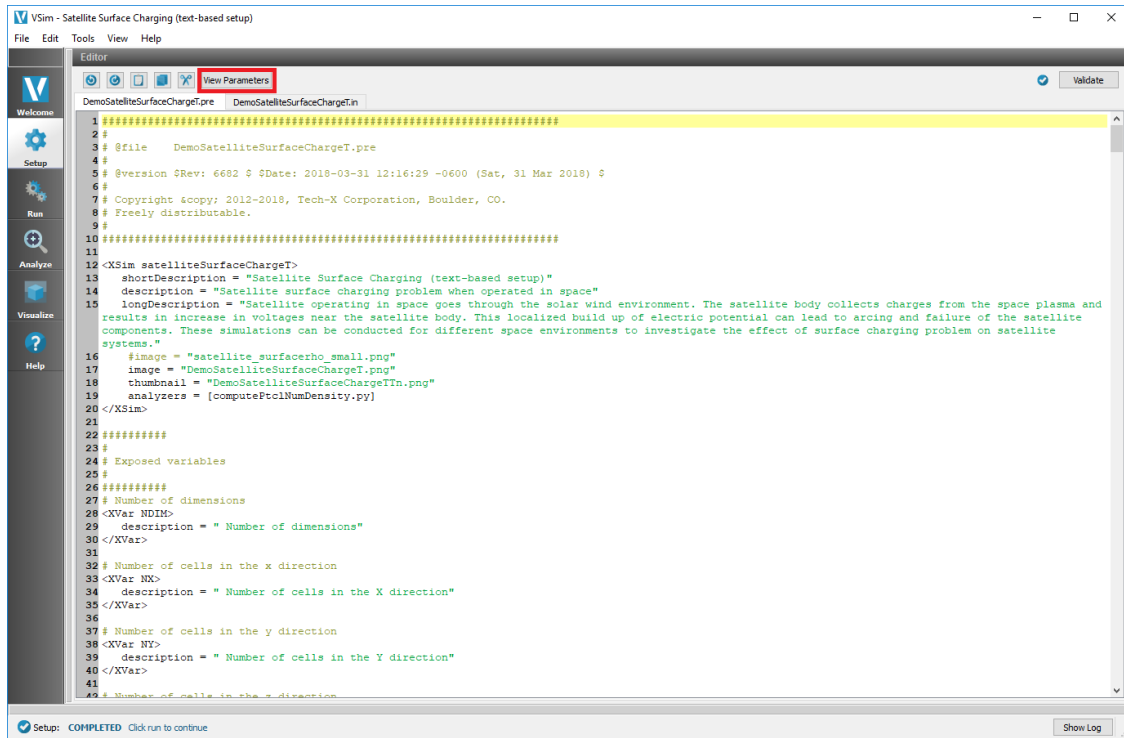 VSim - Satellite Surface Charging (text-based setup)
File Edit Tools View Help
Editor
View Parameters
Validate
DemoSatelliteSurfaceChargeT.pre DemoSatelliteSurfaceChargeT.in
Welcome
Setup
Run
Analyze
Visualize
Help
1 ######################################################################
2 #
3 # @file    DemoSatelliteSurfaceChargeT.pre
4 #
5 # @version $Rev: 6682 $ $Date: 2018-03-31 12:16:29 -0600 (Sat, 31 Mar 2018) $
6 #
7 # Copyright &copy; 2012-2018, Tech-X Corporation, Boulder, CO.
8 # Freely distributable.
9 #
10 ######################################################################
11
12 <XSim satelliteSurfaceChargeT>
13   shortDescription = "Satellite Surface Charging (text-based setup)"
14   description = "Satellite surface charging problem when operated in space"
15   longDescription = "Satellite operating in space goes through the solar wind environment. The satellite body collects charges from the space plasma and
results in increase in voltages near the satellite body. This localized build up of electric potential can lead to arcing and failure of the satellite
components. These simulations can be conducted for different space environments to investigate the effect of surface charging problem on satellite
systems."
16    #image = "satellite_surfacerho_small.png"
17    image = "DemoSatelliteSurfaceChargeT.png"
18    thumbnail = "DemoSatelliteSurfaceChargeTTn.png"
19    analyzers = [computePtclNumDensity.py]
20 </XSim>
21
22 ##########
23 #
24 # Exposed variables
25 #
26 ##########
27 # Number of dimensions
28 <XVar NDIM>
29   description = " Number of dimensions"
30 </XVar>
31
32 # Number of cells in the x direction
33 <XVar NX>
34   description = " Number of cells in the X direction"
35 </XVar>
36
37 # Number of cells in the y direction
38 <XVar NY>
39   description = " Number of cells in the Y direction"
40 </XVar>
41
42 # Number of cells in the z direction
Setup: COMPLETED Click run to continue
Show Log